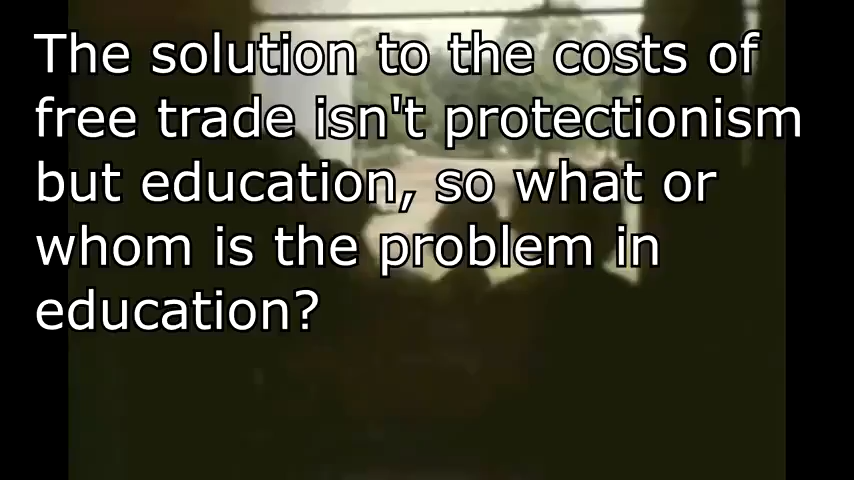 The solution to the costs of
free trade isn't protectionism
but education, so what or
whom is the problem in
education?